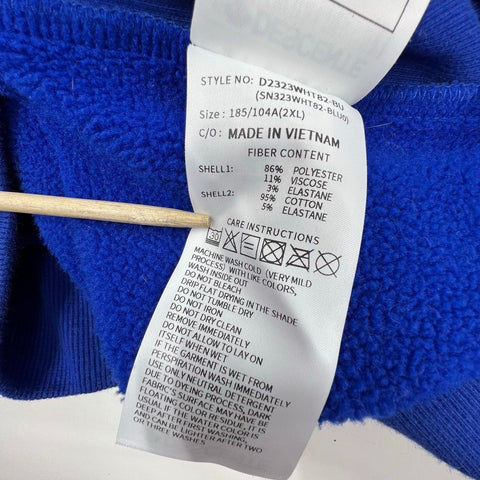 DESCENTE
STYLE NO: D2323WHT82-BU
(SN323WHT82-BLU0)
Size : 185/104A(2XL)
C/O : MADE IN VIETNAM
FIBER CONTENT
SHELL1: 86% POLYESTER
11% VISCOSE
3% ELASTANE
SHELL2: 95% COTTON
5% ELASTANE
CARE INSTRUCTIONS
30
MACHINE WASH COLD (VERY MILD
PROCESS) WITH LIKE COLORS,
WASH INSIDE OUT
DO NOT BLEACH
DRIP FLAT DRYING IN THE SHADE
DO NOT TUMBLE DRY
DO NOT IRON
DO NOT DRY CLEAN
REMOVE IMMEDIATELY
DO NOT ALLOW TO LAY ON
ITSELF WHEN WET
IF THE GARMENT IS WET FROM
PERSPIRATION WASH IMMEDIATELY
USE ONLY NEUTRAL DETERGENT
DUE TO DYEING PROCESS, DARK
FABRIC'S SURFACE MAY HAVE BE
FLOATING COLOR RESIDUE, IT IS
USUAL IF THE WATER COLOR IS
DEEP AFTER FIRST WASHING,
AND CAN BE LIGHTER AFTER TWO
OR THREE WASHES